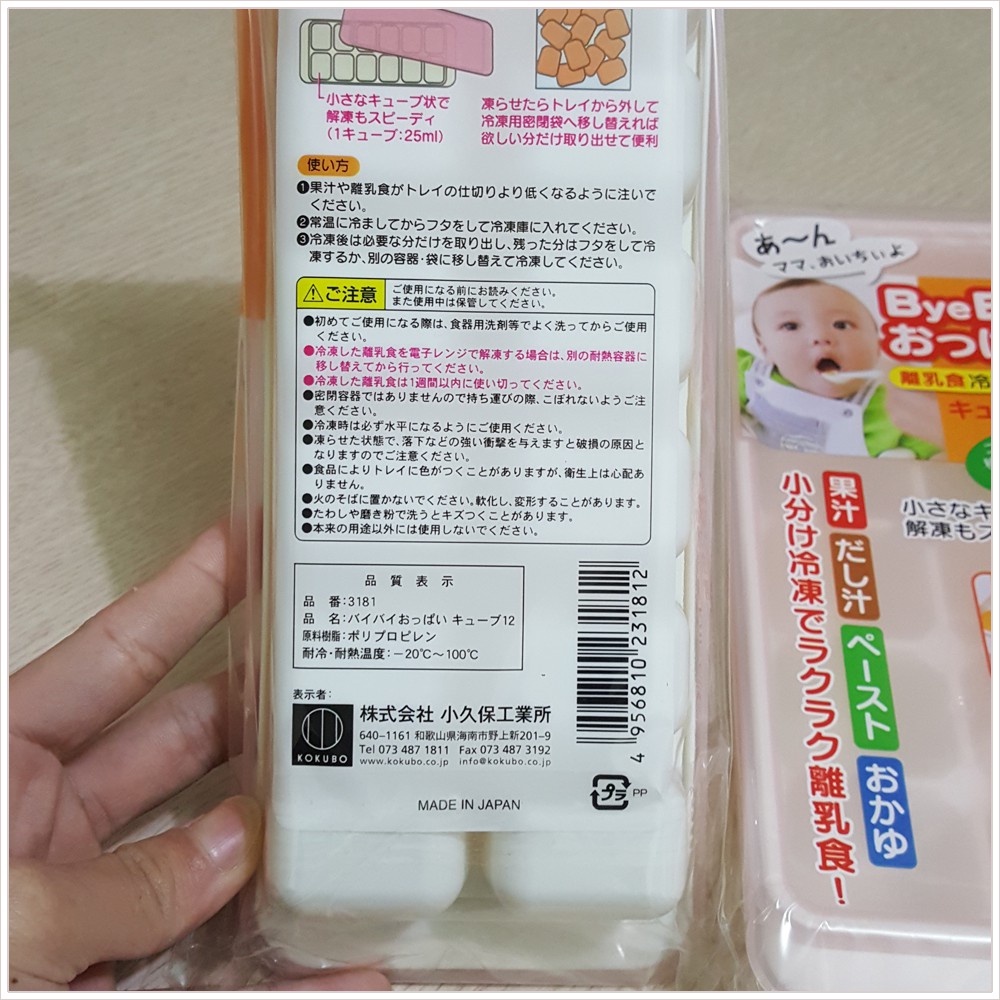 小さなキューブ状で
解凍もスピーディ
(1キューブ:25ml)
凍らせたらトレイから外して
冷凍用密閉袋へ移し替えれば
欲しい分だけ取り出せて便利
使い方
❶果汁や離乳食がトレイの仕切りより低くなるように注いで
ください。
❷常温に冷ましてからフタをして冷凍庫に入れてください。
❸冷凍後は必要な分だけを取り出し、残った分はフタをして冷
凍するか、別の容器・袋に移し替えて冷凍してください。
⚠ご注意
ご使用になる前にお読みください。
また使用中は保管してください。
●初めてご使用になる際は、食器用洗剤等でよく洗ってからご使用
ください。
●冷凍した離乳食を電子レンジで解凍する場合は、別の耐熱容器に
移し替えてから行ってください。
●冷凍した離乳食は1週間以内に使い切ってください。
●密閉容器ではありませんので持ち運びの際、こぼれないようご注
意ください。
●冷凍時は必ず水平になるようにご使用ください。
●凍らせた状態で、落下などの強い衝撃を与えますと破損の原因と
なりますのでご注意ください。
●食品によりトレイに色がつくことがありますが、衛生上は心配あ
りません。
●火のそばに置かないでください。軟化し、変形することがあります。
●たわしや磨き粉で洗うとキズつくことがあります。
●本来の用途以外には使用しないでください。
品質表示
品 番:3181
品 名:バイバイおっぱい キューブ12
原料樹脂:ポリプロピレン
耐冷・耐熱温度:−20℃〜100℃
表示者:
KOKUBO
株式会社 小久保工業所
640−1161 和歌山県海南市野上新201−9
Tel 073 487 1811 Fax 073 487 3192
www.kokubo.co.jp info@kokubo.co.jp
4 956810 231812
プラ
PP
MADE IN JAPAN
あ〜ん
ママ、おいちぃよ
Bye
おっ
離乳食 冷
キュ
小さなキ
解凍も
果汁
だし汁
ペースト
おかゆ
小分け冷凍でラクラク離乳食!